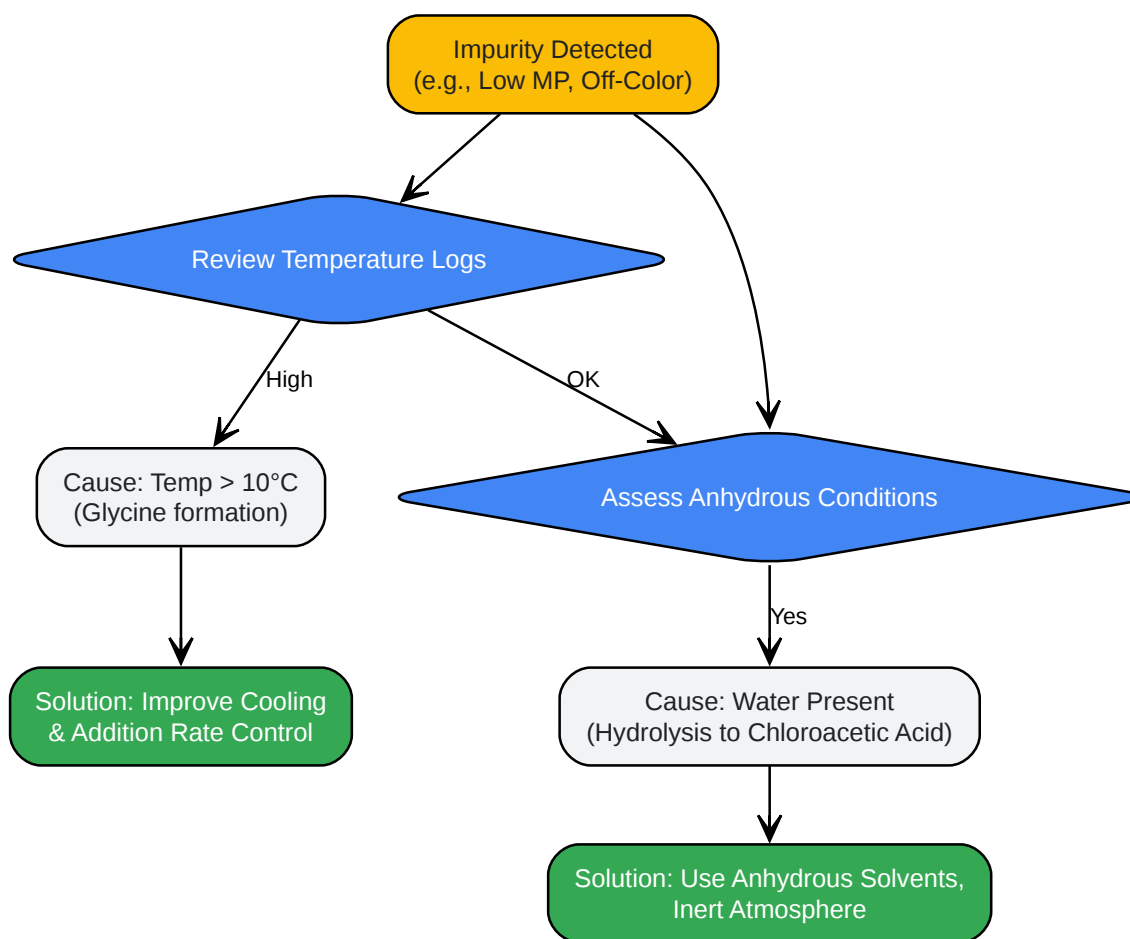 Impurity Detected
(e.g., Low MP, Off-Color)
Review Temperature Logs
High
OK
Cause: Temp > 10°C
(Glycine formation)
Assess Anhydrous Conditions
Yes
Solution: Improve Cooling
& Addition Rate Control
Cause: Water Present
(Hydrolysis to Chloroacetic Acid)
Solution: Use Anhydrous Solvents,
Inert Atmosphere